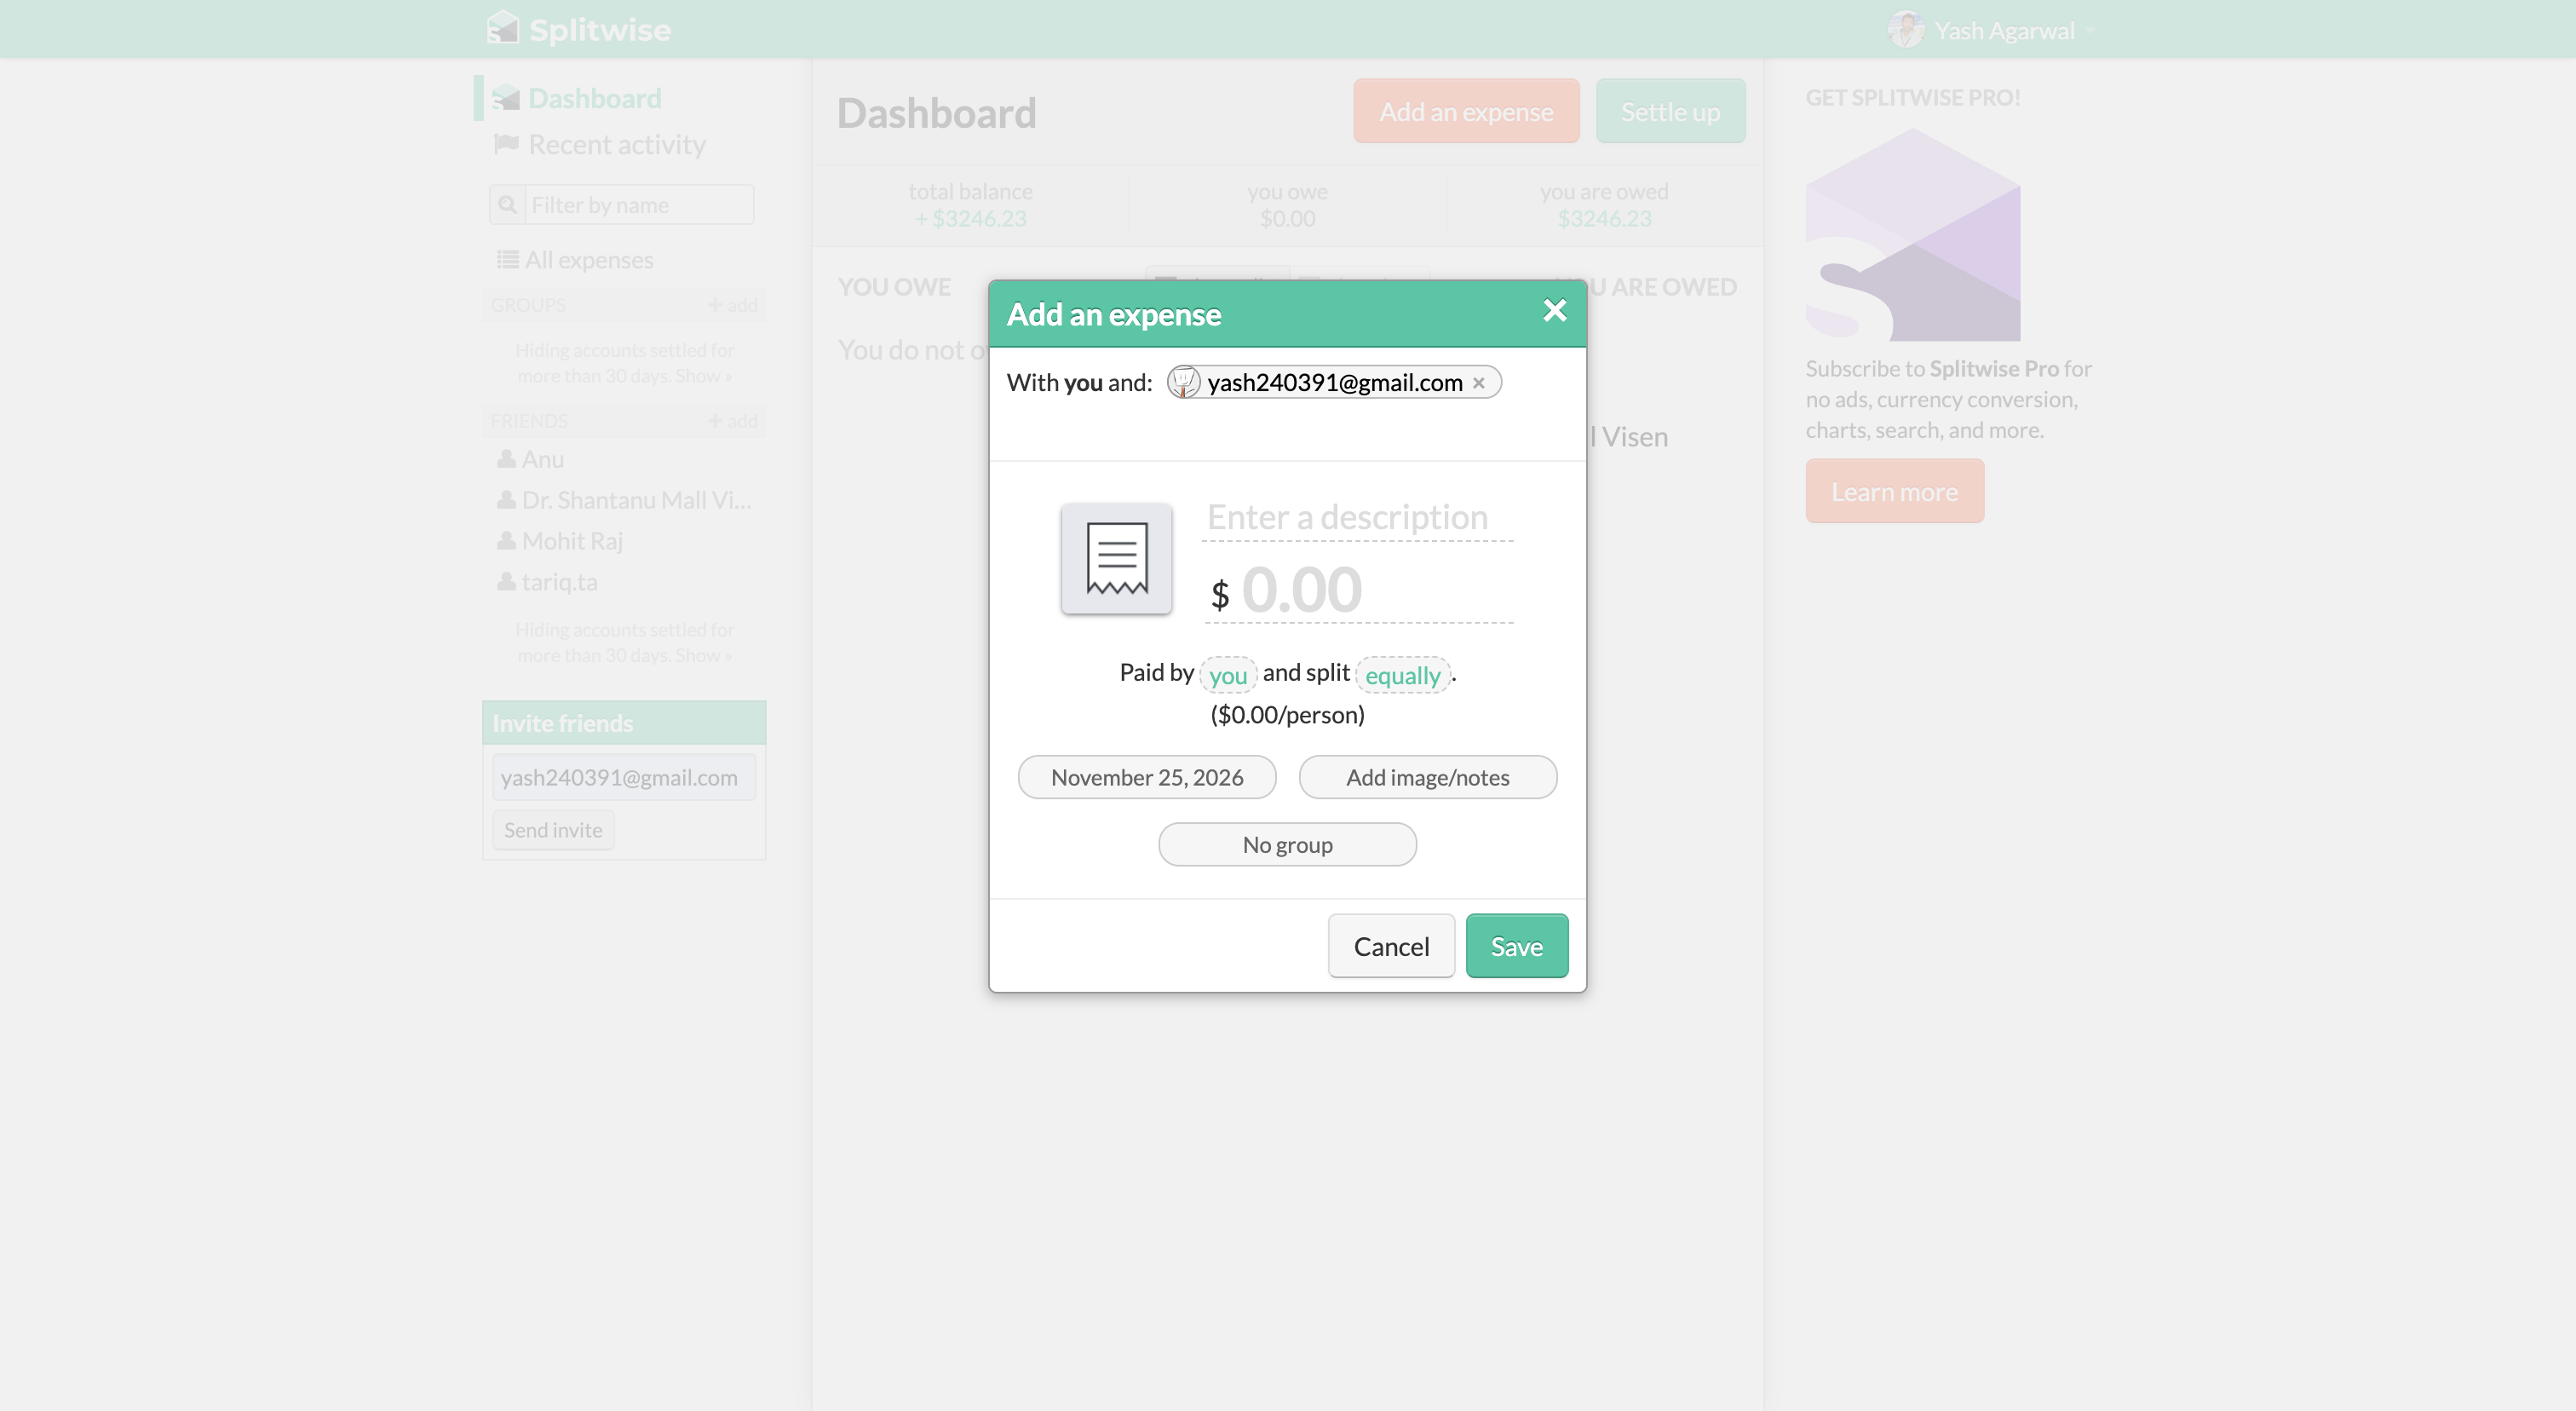 Splitwise
Yash Agarwal
Dashboard
Recent activity
Filter by name
All expenses
GROUPS
+ add
Hiding accounts settled for
more than 30 days. Show »
FRIENDS
+ add
Anu
Dr. Shantanu Mall Vi...
Mohit Raj
tariq.ta
Hiding accounts settled for
more than 30 days. Show »
Invite friends
yash240391@gmail.com
Send invite
Dashboard
Add an expense
Settle up
total balance
+ $3246.23
you owe
$0.00
you are owed
$3246.23
YOU OWE
U ARE OWED
You do not o
l Visen
Add an expense
With you and:
yash240391@gmail.com ×
Enter a description
$ 0.00
Paid by you and split equally.
($0.00/person)
November 25, 2026
Add image/notes
No group
Cancel
Save
GET SPLITWISE PRO!
Subscribe to Splitwise Pro for
no ads, currency conversion,
charts, search, and more.
Learn more